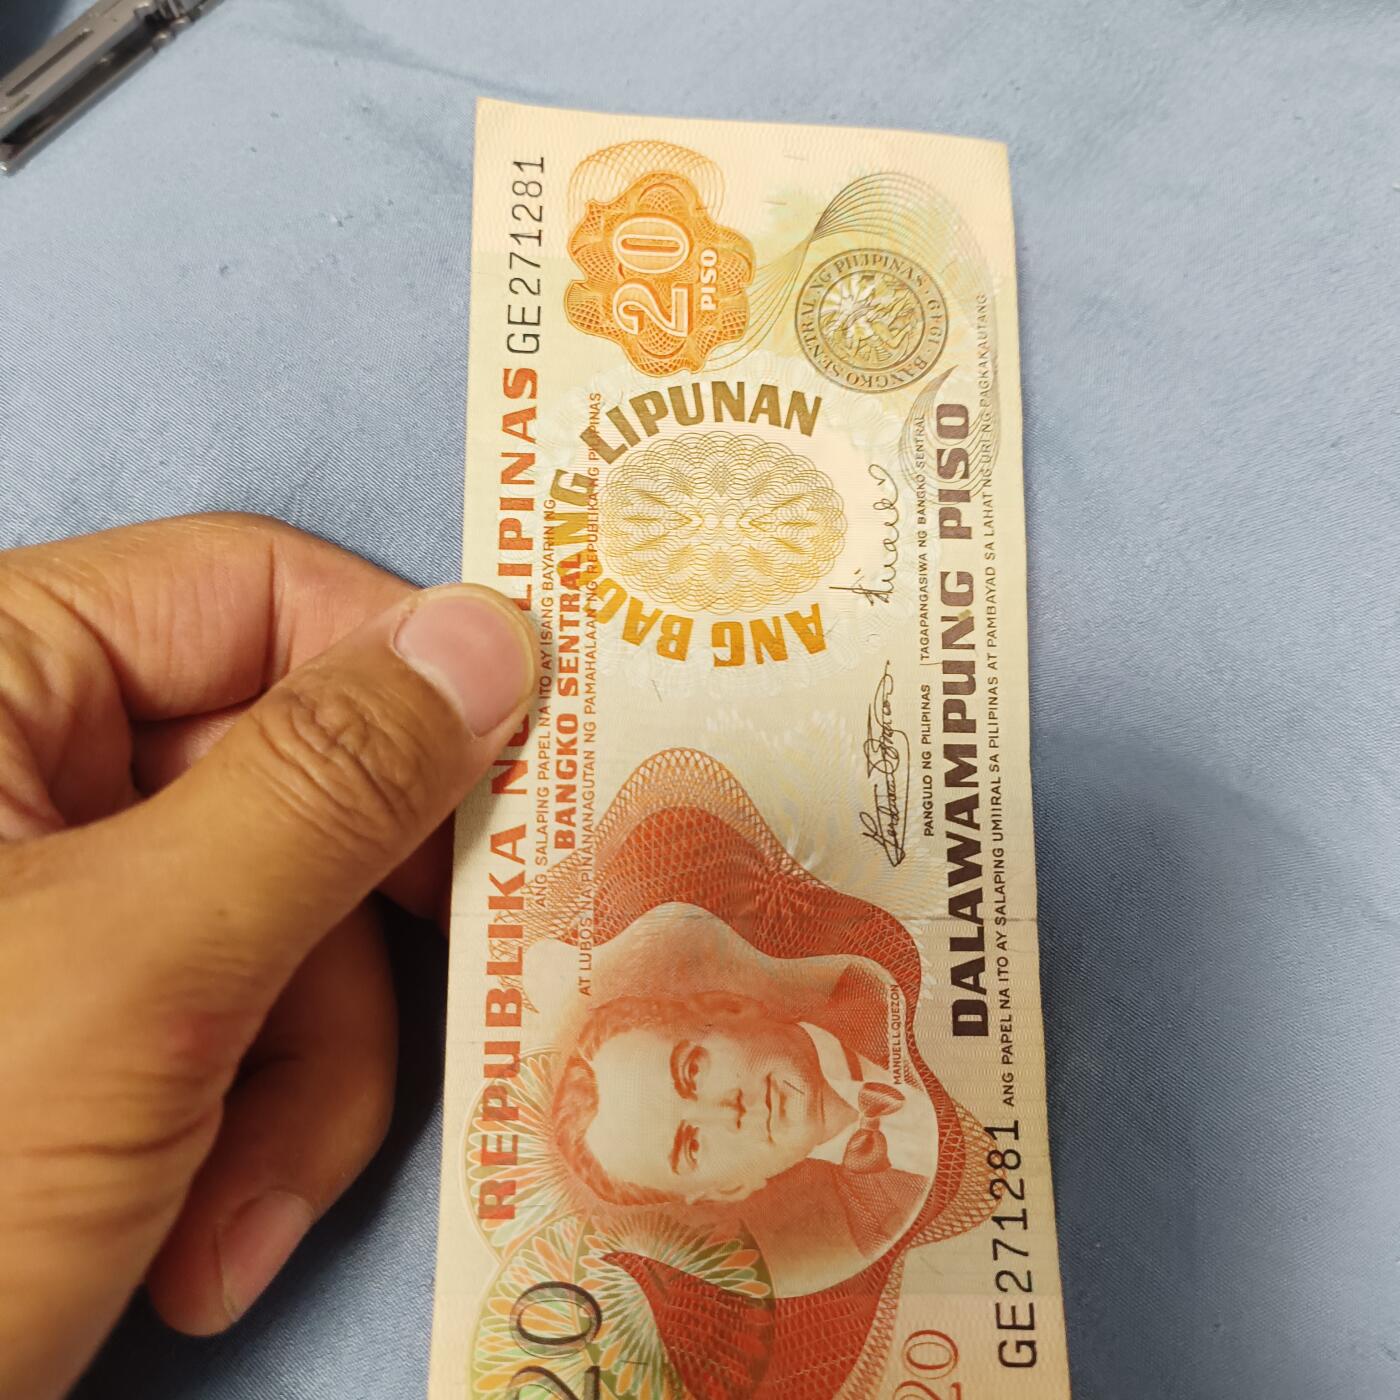 REPUBLIKA NG PILIPINAS
GE271281
ANG SALAPING PAPEL NA ITO AY ISANG BAYARIN NG
BANGKO SENTRAL
AT LUBOS NA PINANANAGUTAN NG PAMAHALAAN NG REPUBLIKA NG PILIPINAS
20
PISO
ANG BAGONG LIPUNAN
BANGKO SENTRAL NG PILIPINAS · 1949 ·
MANUEL L QUEZON
PANGULO NG PILIPINAS
TAGAPANGASIWA NG BANGKO SENTRAL
DALAWAMPUNG PISO
ANG PAPEL NA ITO AY SALAPING UMIIRAL SA PILIPINAS AT PAMBAYAD SA LAHAT NG URI NG PAGKAKAUTANG
20
20
GE271281